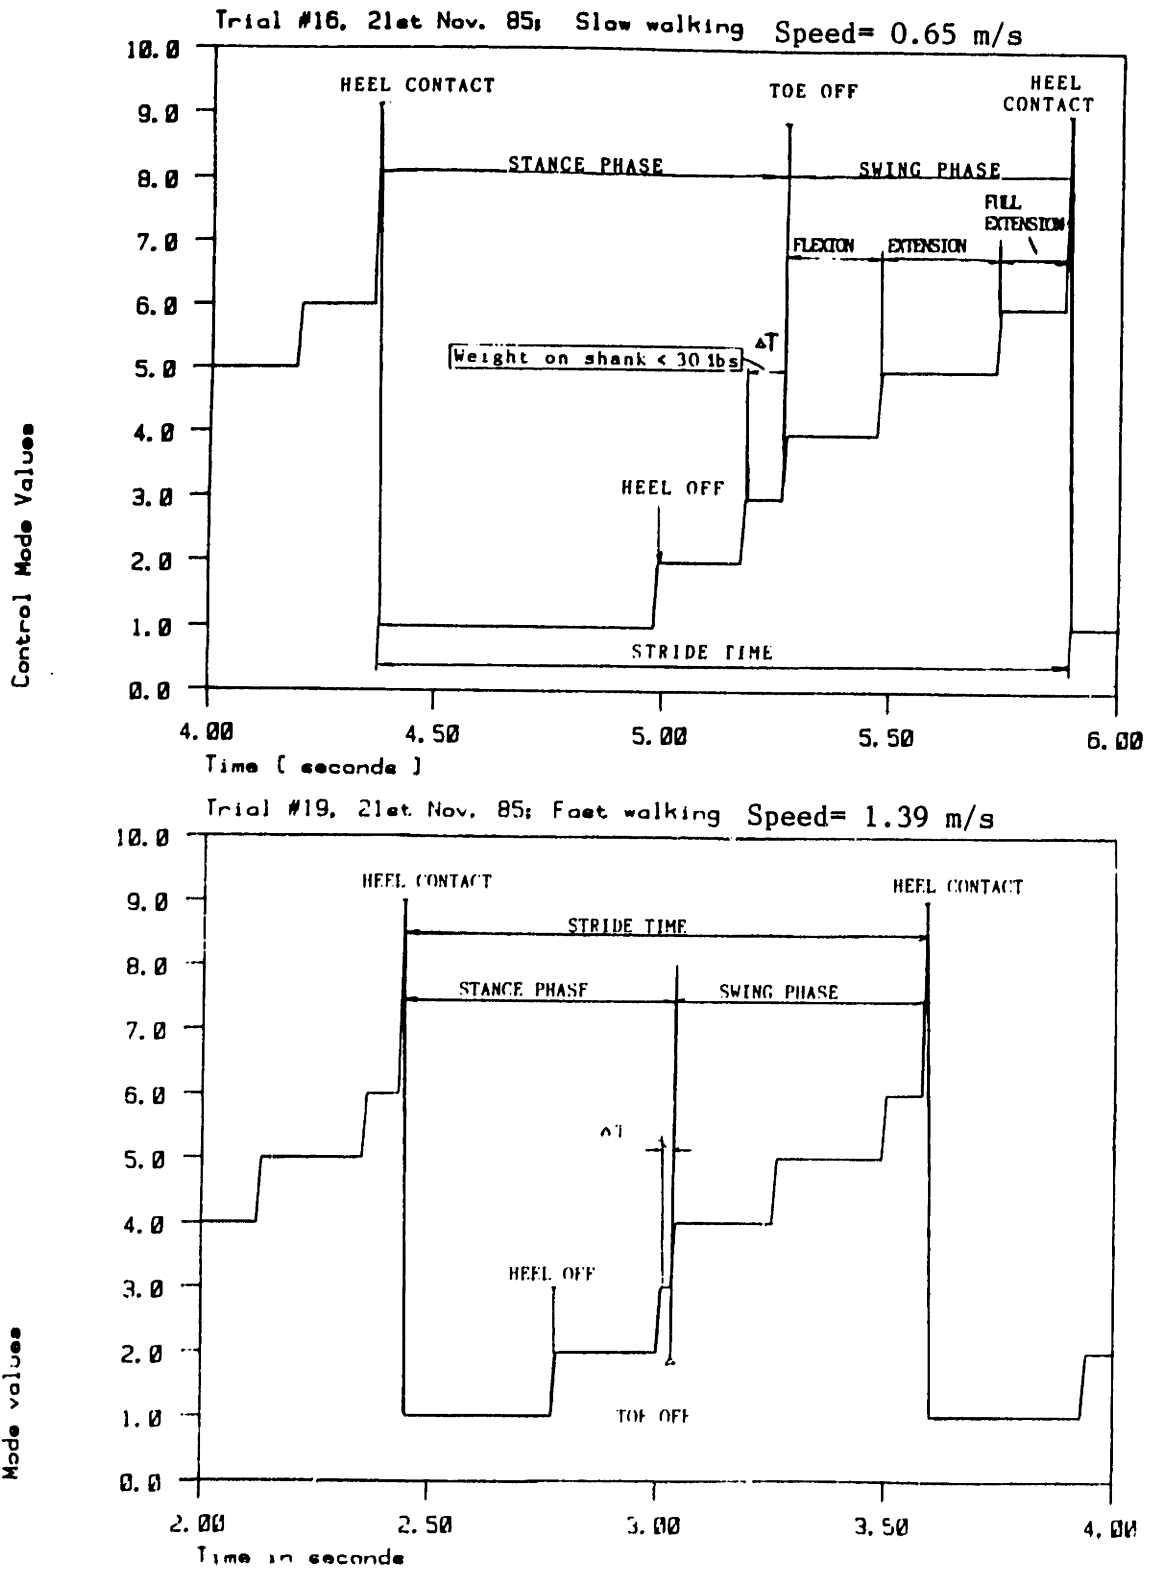 Trial #16, 21st Nov. 85; Slow walking Speed= 0.65 m/s
10.0
HEEL CONTACT
TOE OFF
HEEL
CONTACT
9.0
STANCE PHASE
SWING PHASE
8.0
FULL
EXTENSION
7.0
FLEXION
EXTENSION
6.0
ΔT
Weight on shank < 30 lbs
5.0
4.0
HEEL OFF
3.0
2.0
1.0
STRIDE TIME
0.0
Control Mode Values
4.00
4.50
5.00
5.50
6.00
Time [ seconds ]
Trial #19, 21st Nov. 85; Fast walking Speed= 1.39 m/s
10.0
HEEL CONTACT
HEEL CONTACT
9.0
STRIDE TIME
8.0
STANCE PHASE
SWING PHASE
7.0
6.0
ΔT
5.0
4.0
HEEL OFF
3.0
2.0
TOE OFF
1.0
0.0
Mode values
2.00
2.50
3.00
3.50
4.00
Time in seconds